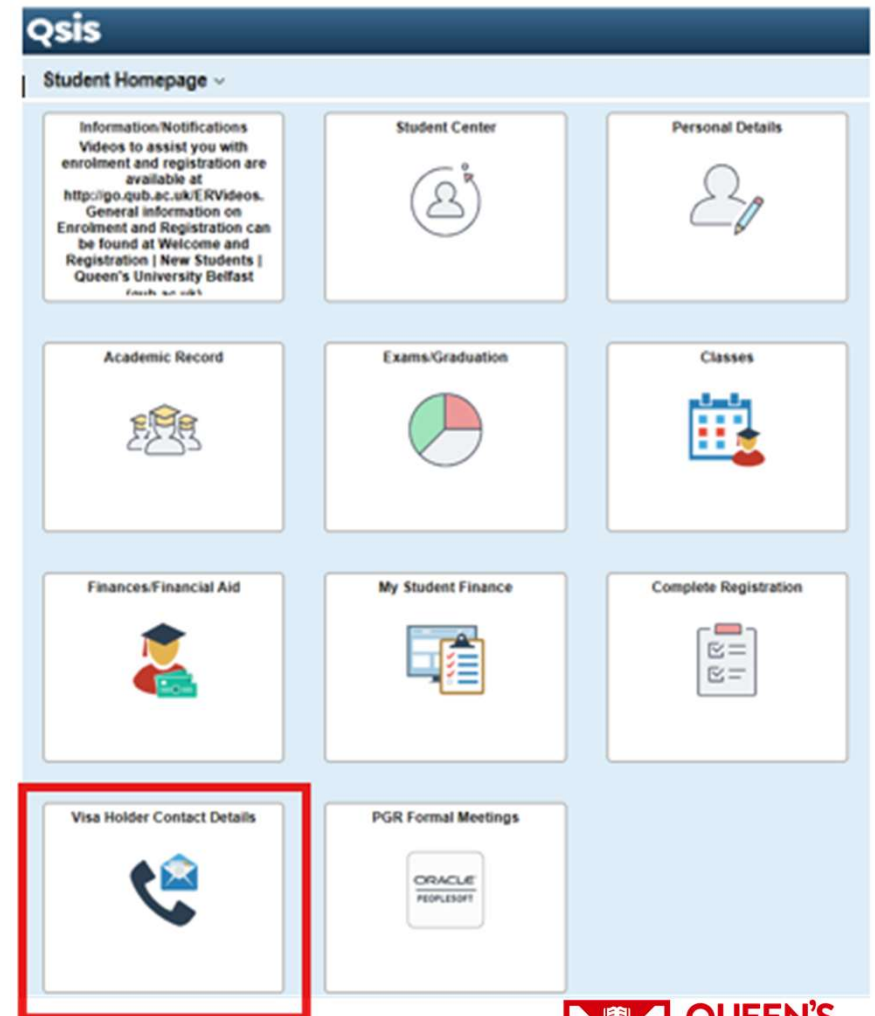 Qsis
Student Homepage
Information/Notifications
Videos to assist you with
enrolment and registration are
available at
http://go.qub.ac.uk/ERVideos.
General information on
Enrolment and Registration can
be found at Welcome and
Registration | New Students |
Queen's University Belfast
Student Center
Personal Details
Academic Record
Exams/Graduation
Classes
Finances/Financial Aid
My Student Finance
Complete Registration
Visa Holder Contact Details
PGR Formal Meetings
ORACLE
PEOPLESOFT
QUEEN'S